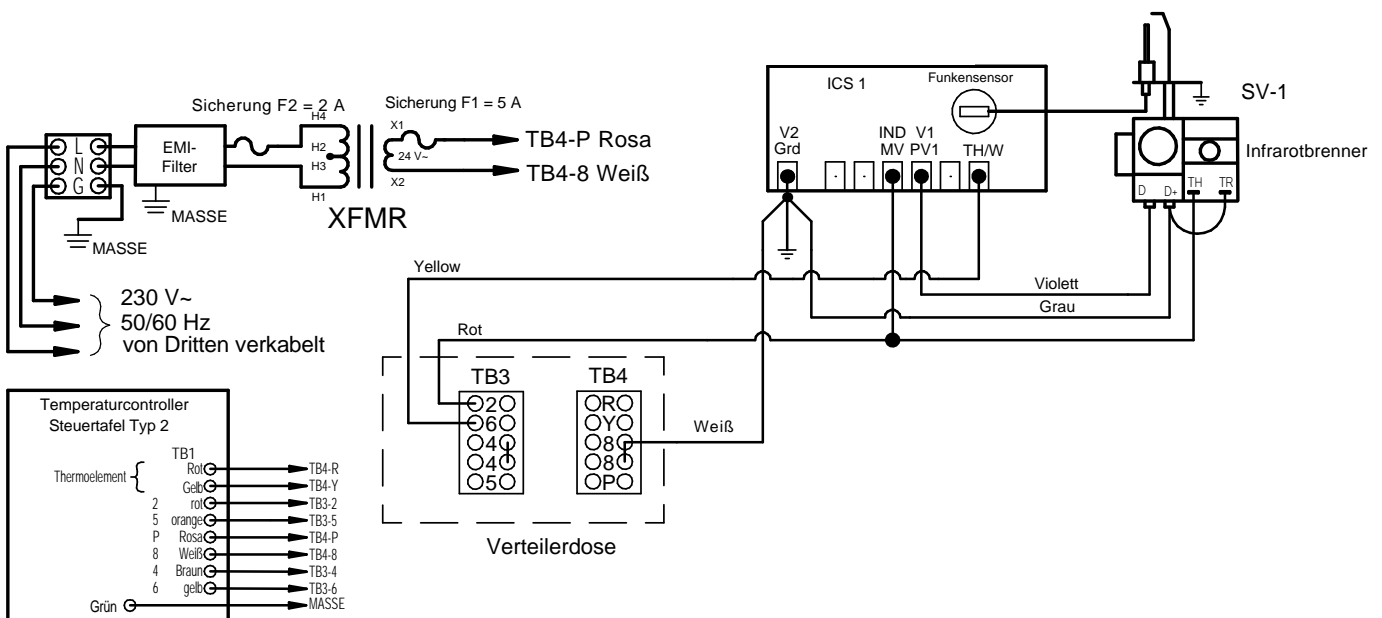 Sicherung F2 = 2 A
Sicherung F1 = 5 A
L
N
G
EMI-
Filter
MASSE
MASSE
H4
H2
H3
H1
XFMR
X1
24 V~
X2
TB4-P Rosa
TB4-8 Weiß
230 V~
50/60 Hz
von Dritten verkabelt
ICS 1
Funkensensor
V2
Grd
IND
MV
V1
PV1
TH/W
SV-1
Infrarotbrenner
D
D+
TH
TR
Yellow
Violett
Grau
Rot
Weiß
TB3
2
6
4
4
5
TB4
R
Y
8
8
P
Verteilerdose
Temperaturcontroller
Steuertafel Typ 2
TB1
Thermoelement
Rot TB4-R
Gelb TB4-Y
2 rot TB3-2
5 orange TB3-5
P Rosa TB4-P
8 Weiß TB4-8
4 Braun TB3-4
6 gelb TB3-6
Grün MASSE